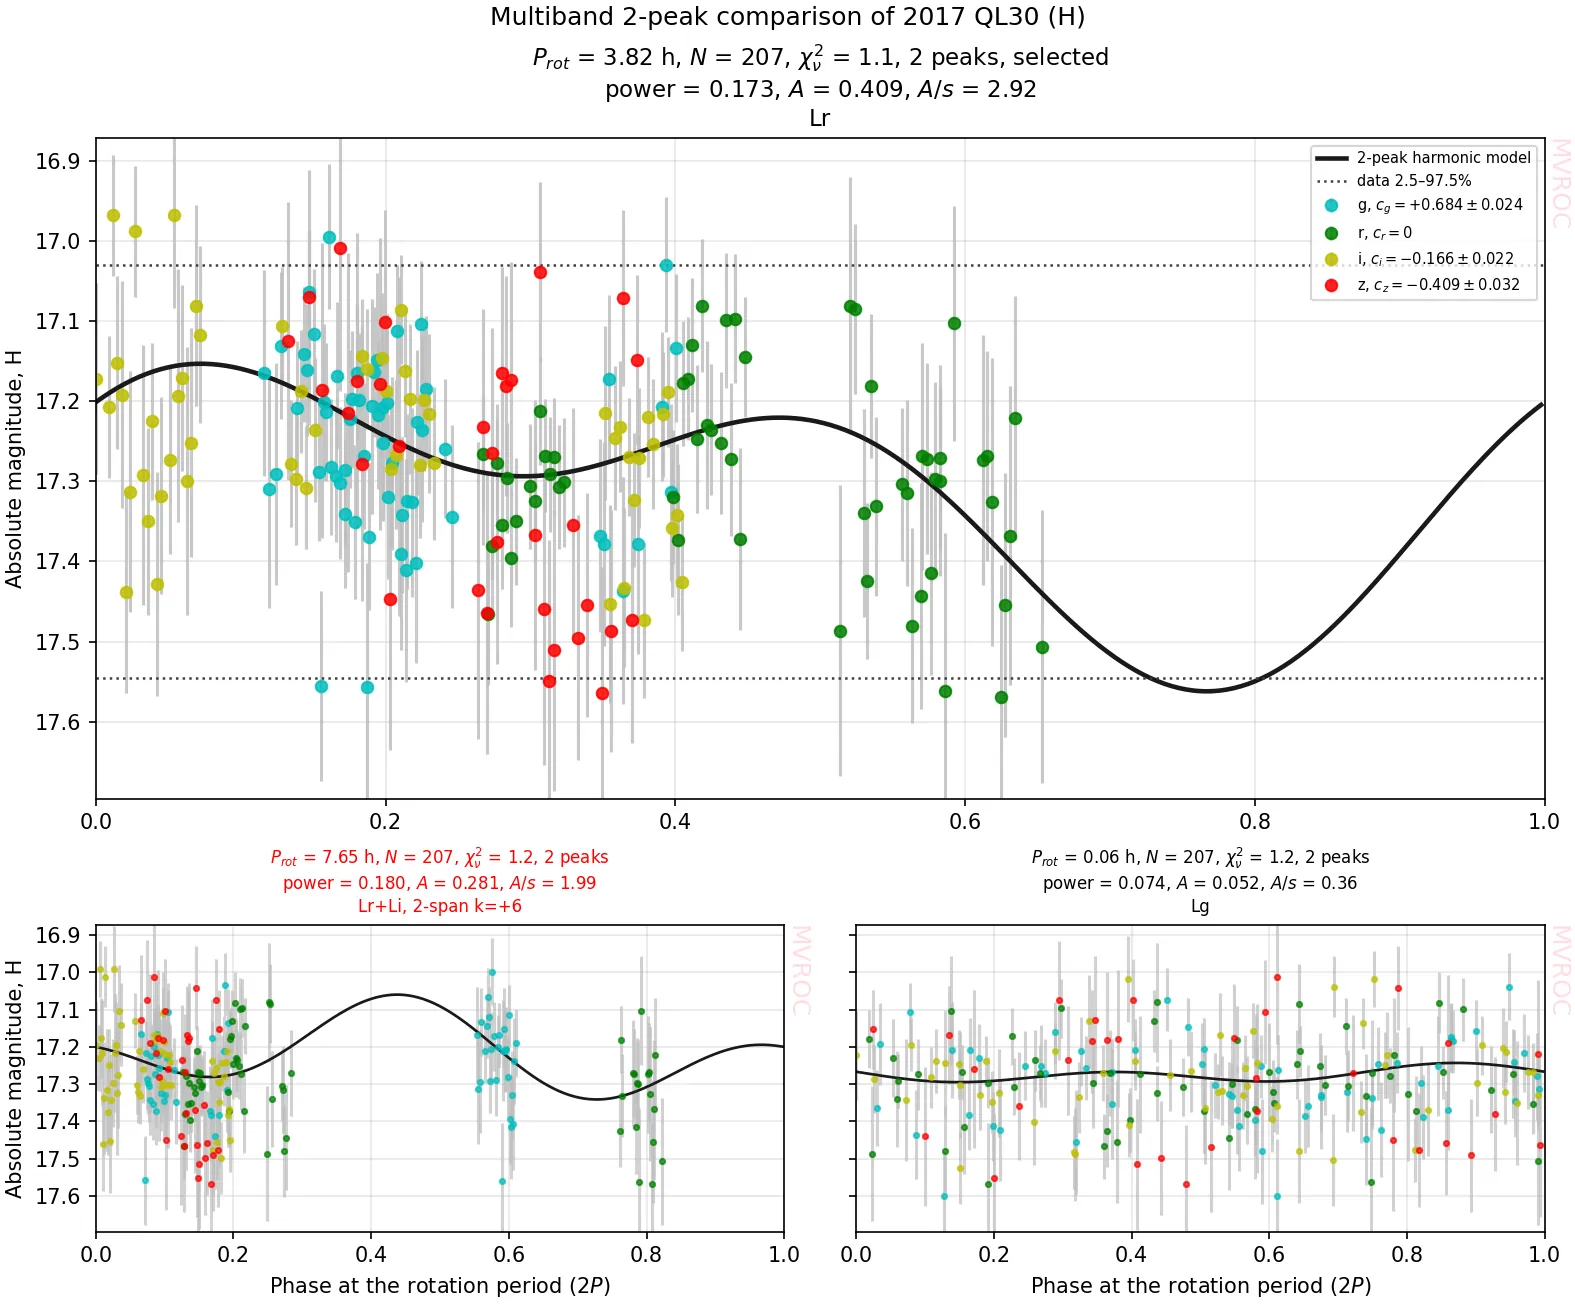 Multiband 2-peak comparison of 2017 QL30 (H)
P_rot = 3.82 h, N = 207, χ²_ν = 1.1, 2 peaks, selected
power = 0.173, A = 0.409, A/s = 2.92
Lr
Absolute magnitude, H
16.9
17.0
17.1
17.2
17.3
17.4
17.5
17.6
0.0 0.2 0.4 0.6 0.8 1.0
2-peak harmonic model
data 2.5–97.5%
g, c_g = +0.684 ± 0.024
r, c_r = 0
i, c_i = −0.166 ± 0.022
z, c_z = −0.409 ± 0.032
MVROC
P_rot = 7.65 h, N = 207, χ²_ν = 1.2, 2 peaks
power = 0.180, A = 0.281, A/s = 1.99
Lr+Li, 2-span k=+6
Absolute magnitude, H
16.9
17.0
17.1
17.2
17.3
17.4
17.5
17.6
0.0 0.2 0.4 0.6 0.8 1.0
Phase at the rotation period (2P)
MVROC
P_rot = 0.06 h, N = 207, χ²_ν = 1.2, 2 peaks
power = 0.074, A = 0.052, A/s = 0.36
Lg
0.0 0.2 0.4 0.6 0.8 1.0
Phase at the rotation period (2P)
MVROC